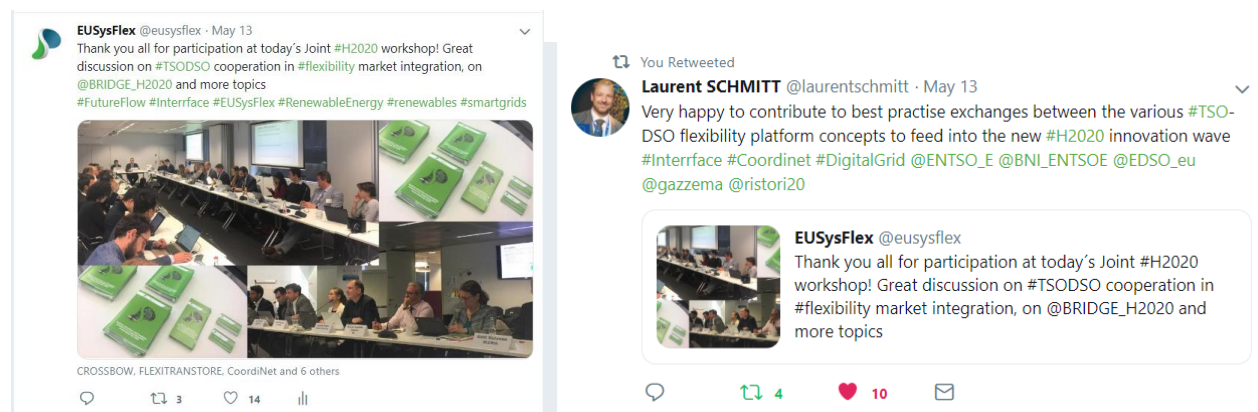 EUSysFlex @eusysflex · May 13
Thank you all for participation at today´s Joint #H2020 workshop! Great
discussion on #TSODSO cooperation in #flexibility market integration, on
@BRIDGE_H2020 and more topics
#FutureFlow #Interrface #EUSysFlex #RenewableEnergy #renewables #smartgrids
CROSSBOW, FLEXITRANSTORE, CoordiNet and 6 others
3 14
You Retweeted
Laurent SCHMITT @laurentschmitt · May 13
Very happy to contribute to best practise exchanges between the various #TSO-
DSO flexibility platform concepts to feed into the new #H2020 innovation wave
#Interrface #Coordinet #DigitalGrid @ENTSO_E @BNI_ENTSOE @EDSO_eu
@gazzema @ristori20
EUSysFlex @eusysflex
Thank you all for participation at today´s Joint #H2020
workshop! Great discussion on #TSODSO cooperation in
#flexibility market integration, on @BRIDGE_H2020 and
more topics
4 10